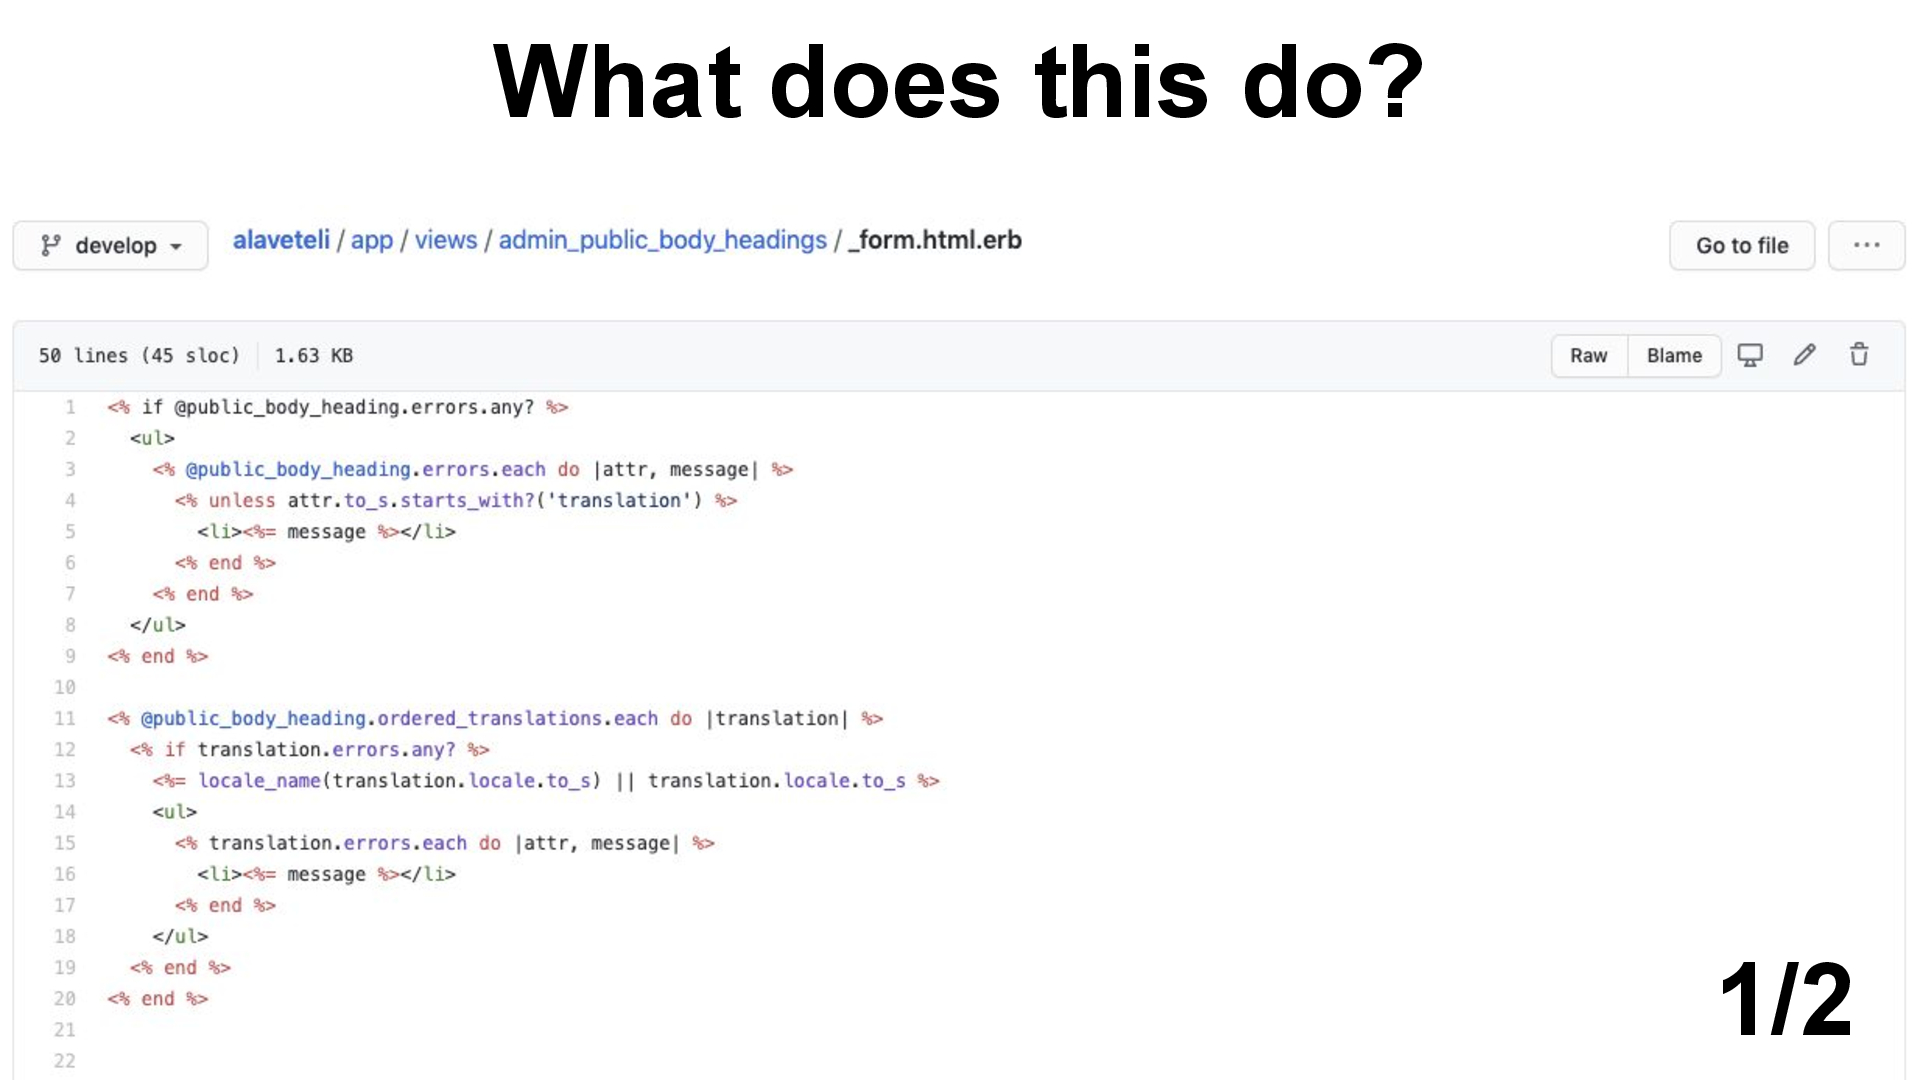 What does this do?
develop
alaveteli / app / views / admin_public_body_headings / _form.html.erb
Go to file
...
50 lines (45 sloc) 1.63 KB
Raw Blame
1 <% if @public_body_heading.errors.any? %>
2 <ul>
3 <% @public_body_heading.errors.each do |attr, message| %>
4 <% unless attr.to_s.starts_with?('translation') %>
5 <li><%= message %></li>
6 <% end %>
7 <% end %>
8 </ul>
9 <% end %>
10
11 <% @public_body_heading.ordered_translations.each do |translation| %>
12 <% if translation.errors.any? %>
13 <%= locale_name(translation.locale.to_s) || translation.locale.to_s %>
14 <ul>
15 <% translation.errors.each do |attr, message| %>
16 <li><%= message %></li>
17 <% end %>
18 </ul>
19 <% end %>
20 <% end %>
21
22
1/2